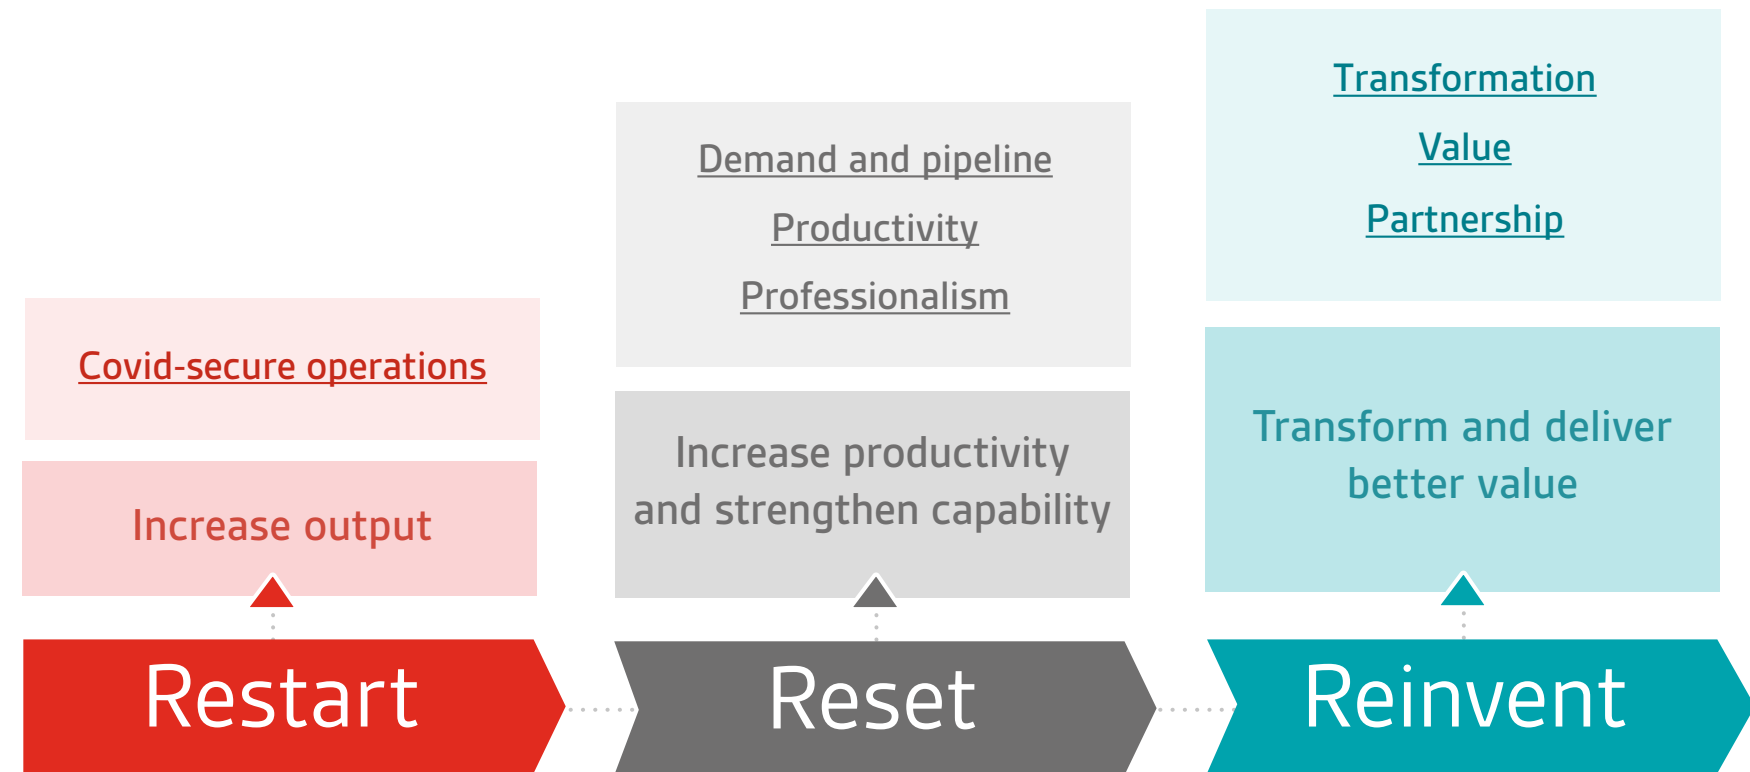 Covid-secure operations
Increase output
Restart
Demand and pipeline
Productivity
Professionalism
Increase productivity
and strengthen capability
Reset
Transformation
Value
Partnership
Transform and deliver
better value
Reinvent